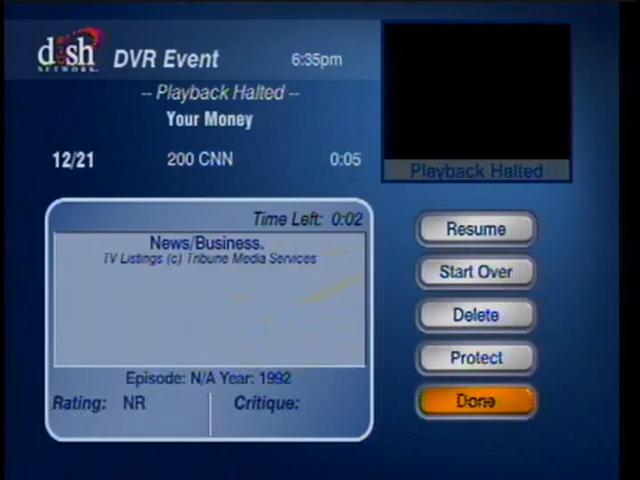 dish
NETWORK
DVR Event
6:35pm
-- Playback Halted --
Your Money
12/21 200 CNN 0:05
Playback Halted
Time Left: 0:02
News/Business.
TV Listings (c) Tribune Media Services
Episode: N/A Year: 1992
Rating: NR Critique:
Resume
Start Over
Delete
Protect
Done